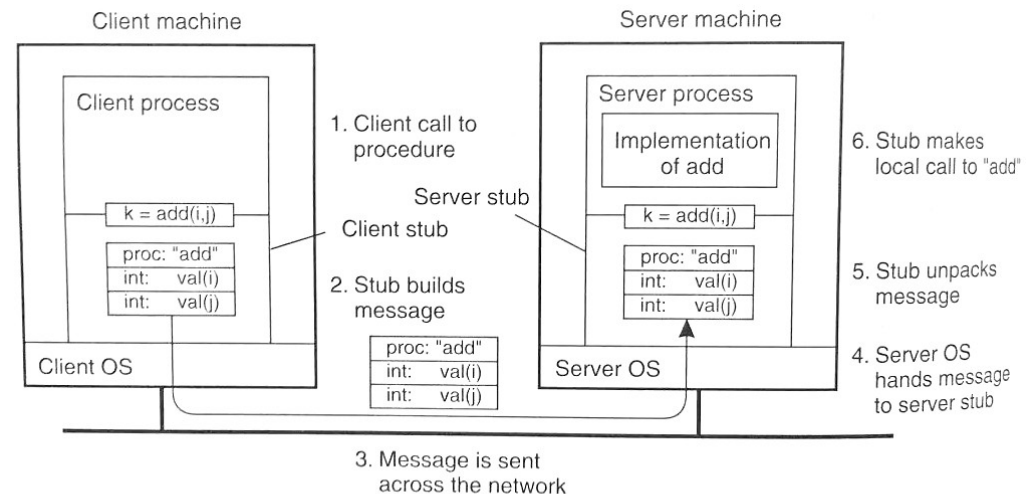 Client machine
Server machine
Client process
Server process
1. Client call to
procedure
Implementation
of add
6. Stub makes
local call to "add"
Server stub
k = add(i,j)
k = add(i,j)
Client stub
proc: "add"
int: val(i)
int: val(j)
proc: "add"
int: val(i)
int: val(j)
2. Stub builds
message
5. Stub unpacks
message
proc: "add"
int: val(i)
int: val(j)
Client OS
Server OS
4. Server OS
hands message
to server stub
3. Message is sent
across the network